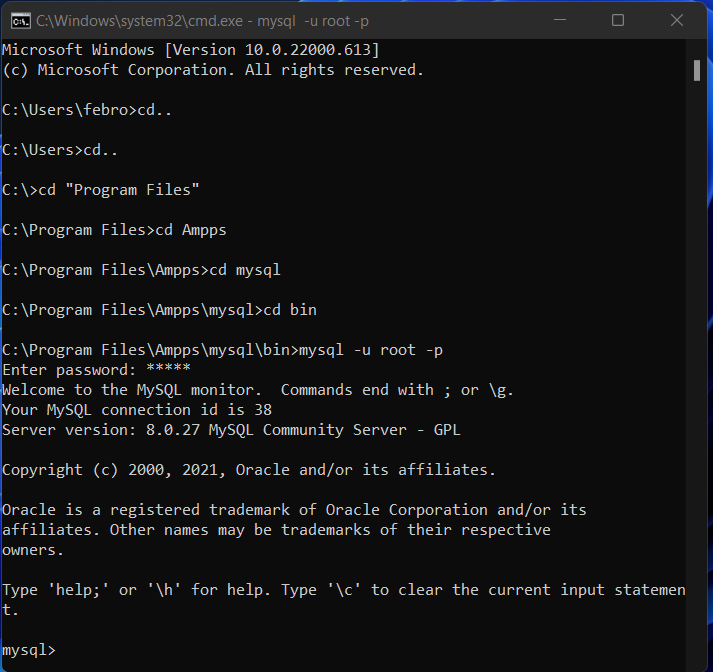 C:\Windows\system32\cmd.exe - mysql  -u root -p
Microsoft Windows [Version 10.0.22000.613]
(c) Microsoft Corporation. All rights reserved.
C:\Users\febro>cd..
C:\Users>cd..
C:\>cd "Program Files"
C:\Program Files>cd Ampps
C:\Program Files\Ampps>cd mysql
C:\Program Files\Ampps\mysql>cd bin
C:\Program Files\Ampps\mysql\bin>mysql -u root -p
Enter password: *****
Welcome to the MySQL monitor.  Commands end with ; or \g.
Your MySQL connection id is 38
Server version: 8.0.27 MySQL Community Server - GPL
Copyright (c) 2000, 2021, Oracle and/or its affiliates.
Oracle is a registered trademark of Oracle Corporation and/or its
affiliates. Other names may be trademarks of their respective
owners.
Type 'help;' or '\h' for help. Type '\c' to clear the current input statemen
t.
mysql>